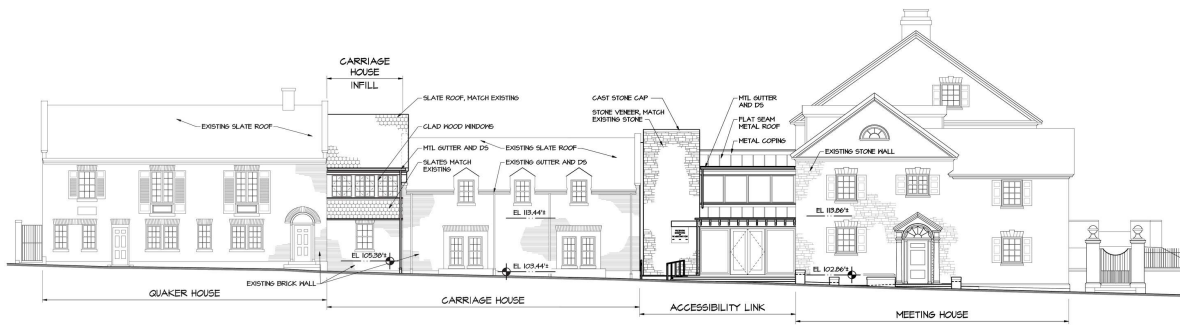 CARRIAGE
HOUSE
INFILL
SLATE ROOF, MATCH EXISTING
EXISTING SLATE ROOF
CLAD WOOD WINDOWS
MTL GUTTER AND DS
EXISTING SLATE ROOF
SLATES MATCH
EXISTING
EXISTING GUTTER AND DS
CAST STONE CAP
STONE VENEER, MATCH
EXISTING STONE
MTL GUTTER
AND DS
FLAT SEAM
METAL ROOF
METAL COPING
EXISTING STONE WALL
EL 113.44'±
EL 113.86'±
EL 105.38'±
EL 103.44'±
EL 102.86'±
EXISTING BRICK WALL
QUAKER HOUSE
CARRIAGE HOUSE
ACCESSIBILITY LINK
MEETING HOUSE